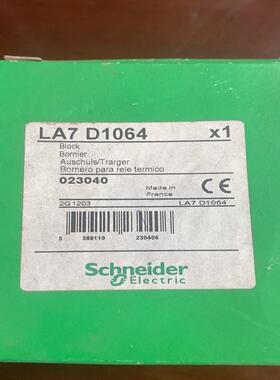 LA7 D1064 x1
Block
Bornier
Auschuls/Trarger
Bornero para rele termico
023040
Made in
France
CE
2G1203 LA7 D1064
3 389110 230406
Schneider
Electric